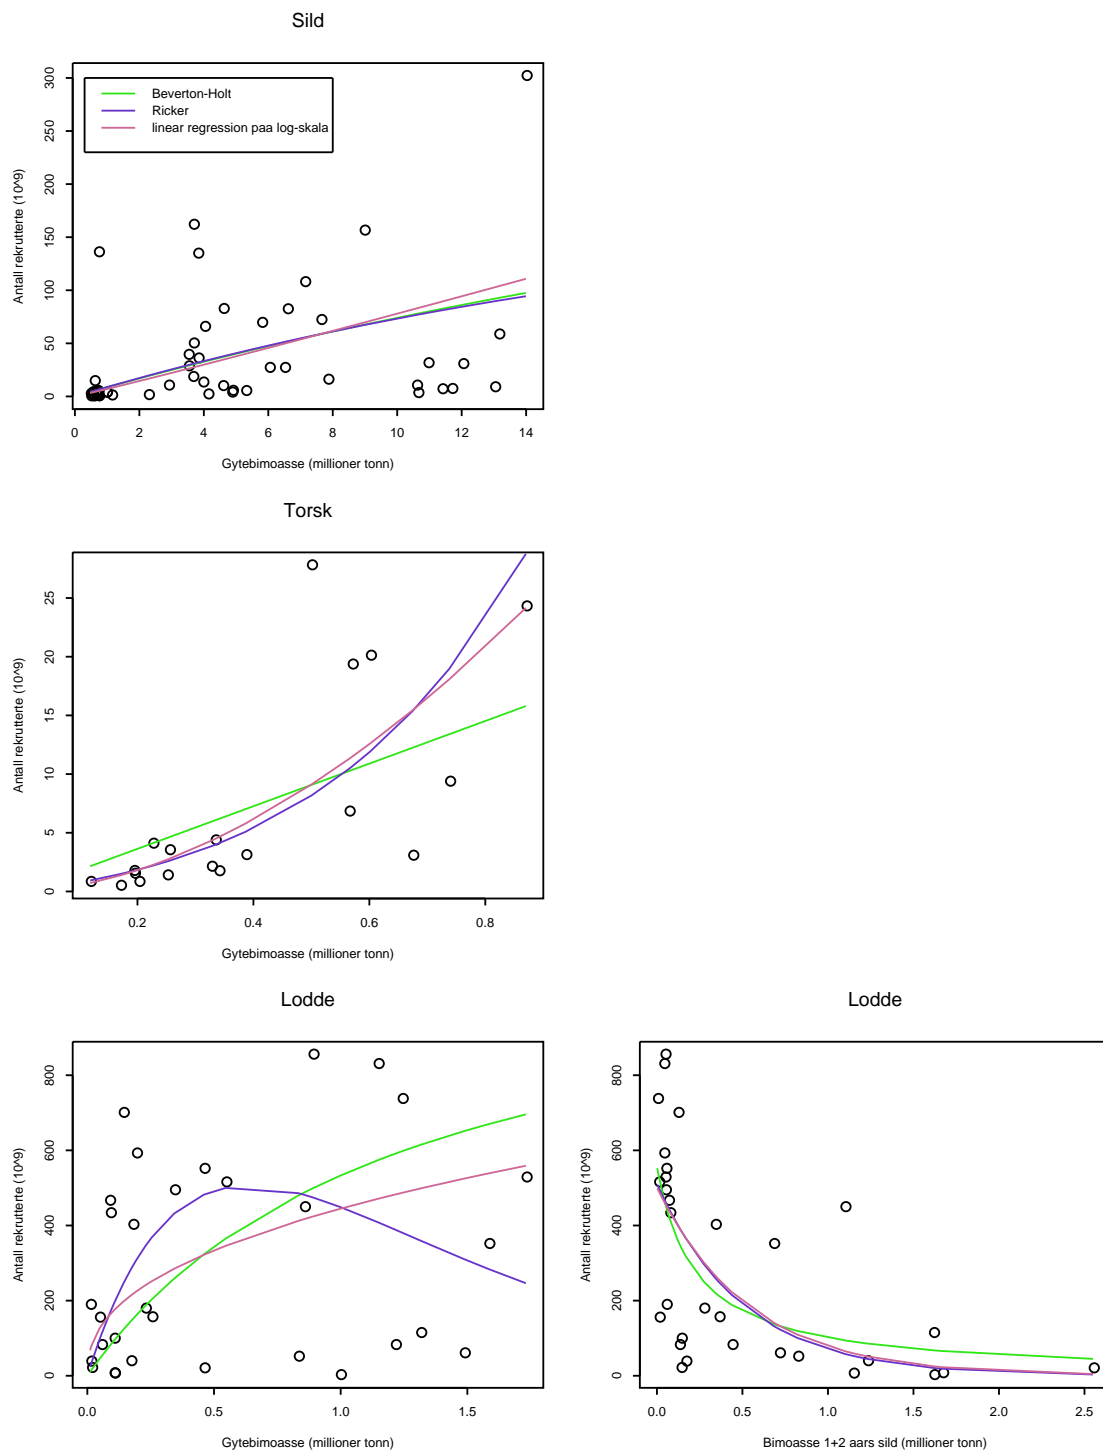 Sild
Antall rekrutterte (10^9)
300
250
200
150
100
50
0
Beverton-Holt
Ricker
linear regression paa log-skala
0 2 4 6 8 10 12 14
Gytebimoasse (millioner tonn)
Torsk
Antall rekrutterte (10^9)
25
20
15
10
5
0
0.2 0.4 0.6 0.8
Gytebimoasse (millioner tonn)
Lodde
Antall rekrutterte (10^9)
800
600
400
200
0
0.0 0.5 1.0 1.5
Gytebimoasse (millioner tonn)
Lodde
Antall rekrutterte (10^9)
800
600
400
200
0
0.0 0.5 1.0 1.5 2.0 2.5
Bimoasse 1+2 aars sild (millioner tonn)